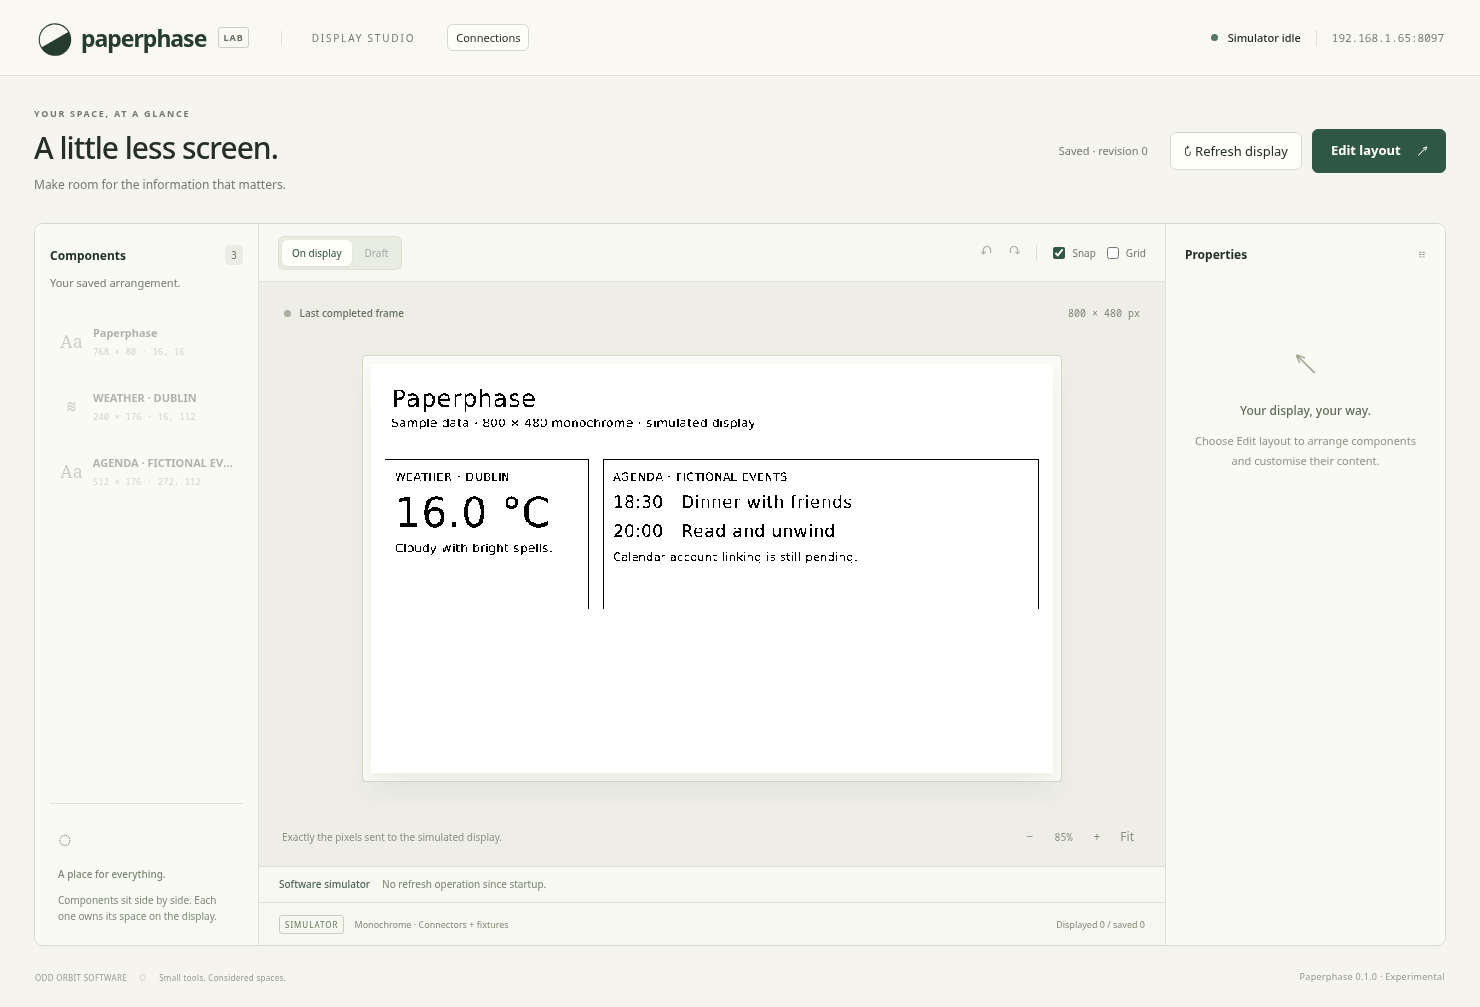 paperphase LAB
DISPLAY STUDIO
Connections
Simulator idle
192.168.1.65:8097
YOUR SPACE, AT A GLANCE
A little less screen.
Make room for the information that matters.
Saved · revision 0
↻ Refresh display
Edit layout ↗
Components 3
Your saved arrangement.
Aa Paperphase
768 × 80 · 16, 16
≋ WEATHER · DUBLIN
240 × 176 · 16, 112
Aa AGENDA · FICTIONAL EV...
512 × 176 · 272, 112
A place for everything.
Components sit side by side. Each
one owns its space on the display.
On display Draft
Snap Grid
Last completed frame
800 × 480 px
Paperphase
Sample data · 800 × 480 monochrome · simulated display
WEATHER · DUBLIN
16.0 °C
Cloudy with bright spells.
AGENDA · FICTIONAL EVENTS
18:30 Dinner with friends
20:00 Read and unwind
Calendar account linking is still pending.
Exactly the pixels sent to the simulated display.
− 85% + Fit
Software simulator No refresh operation since startup.
SIMULATOR Monochrome · Connectors + fixtures
Displayed 0 / saved 0
Properties
Your display, your way.
Choose Edit layout to arrange components
and customise their content.
ODD ORBIT SOFTWARE Small tools. Considered spaces.
Paperphase 0.1.0 · Experimental